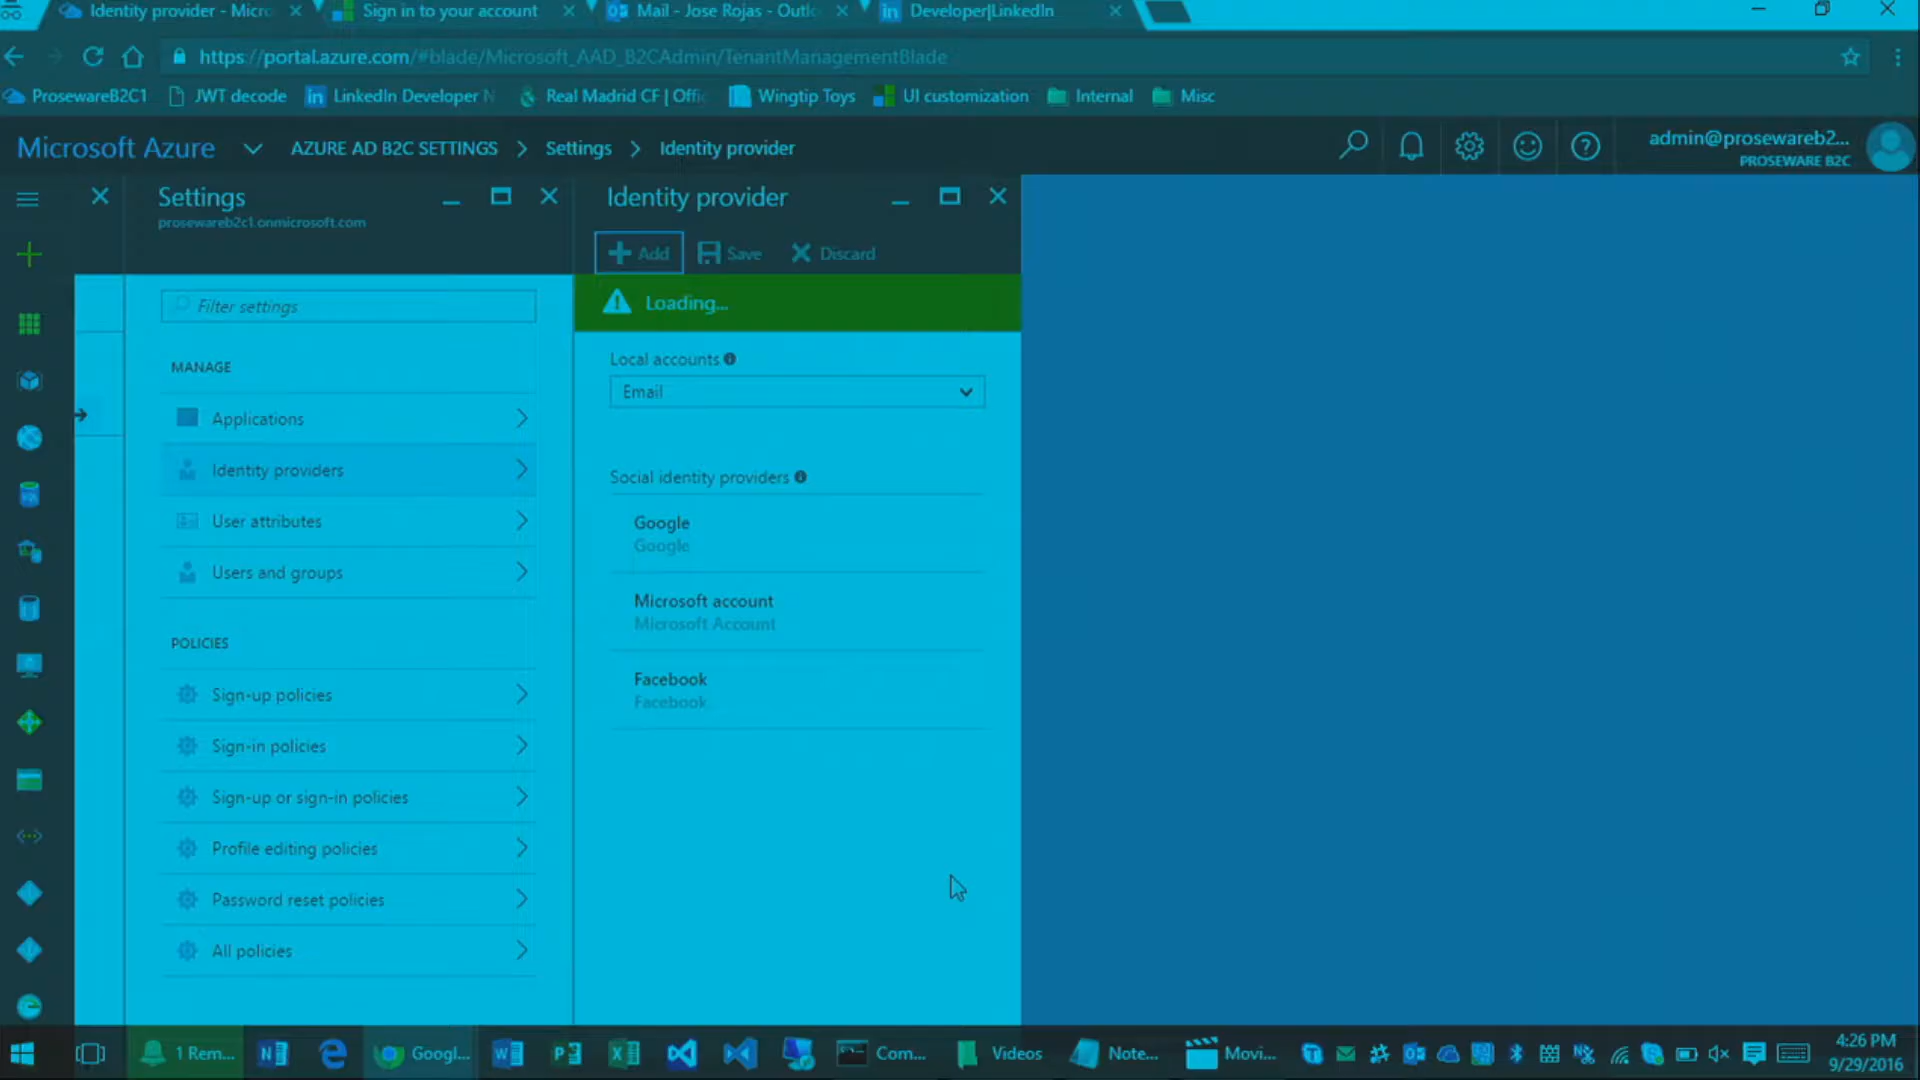 Identity provider - Micro
Sign in to your account
Mail - Jose Rojas - Outlo
Developer|LinkedIn
https://portal.azure.com/#blade/Microsoft_AAD_B2CAdmin/TenantManagementBlade
ProsewareB2C1
JWT decode
LinkedIn Developer N
Real Madrid CF | Offic
Wingtip Toys
UI customization
Internal
Misc
Microsoft Azure
AZURE AD B2C SETTINGS > Settings > Identity provider
admin@prosewareb2...
PROSEWARE B2C
Settings
prosewareb2c1.onmicrosoft.com
Filter settings
MANAGE
Applications
Identity providers
User attributes
Users and groups
POLICIES
Sign-up policies
Sign-in policies
Sign-up or sign-in policies
Profile editing policies
Password reset policies
All policies
Identity provider
Add
Save
Discard
Loading...
Local accounts
Email
Social identity providers
Google
Google
Microsoft account
Microsoft Account
Facebook
Facebook
1 Rem...
Googl...
Com...
Videos
Note...
Movi...
4:26 PM
9/29/2016